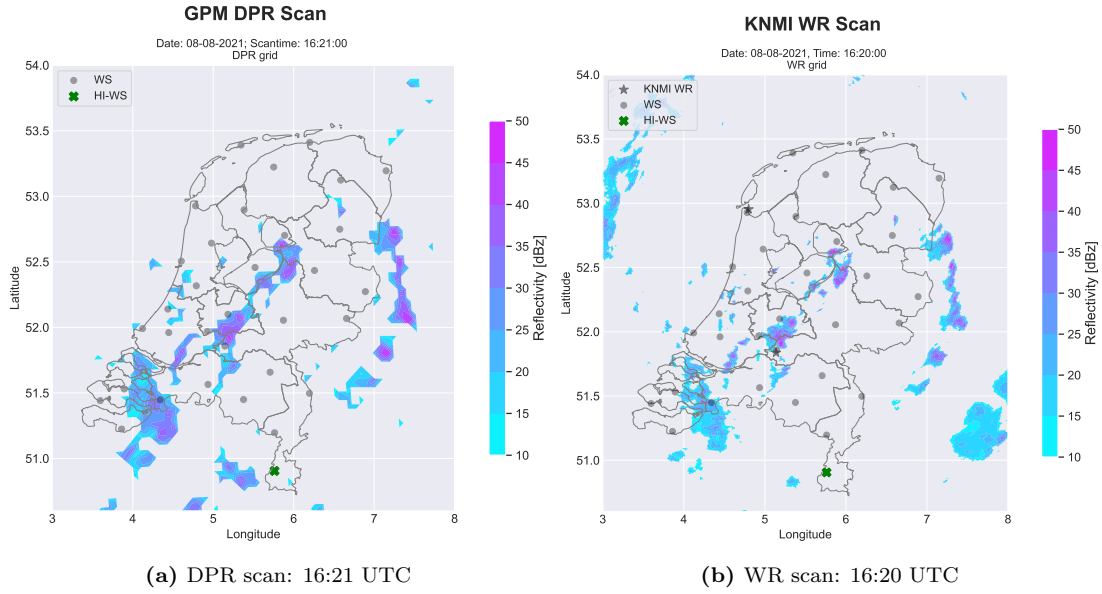 GPM DPR Scan
Date: 08-08-2021; Scantime: 16:21:00
DPR grid
WS
HI-WS
54.0
53.5
53.0
52.5
52.0
51.5
51.0
Latitude
3
4
5
6
7
8
Longitude
50
45
40
35
30
25
20
15
10
Reflectivity [dBz]
(a) DPR scan: 16:21 UTC
KNMI WR Scan
Date: 08-08-2021, Time: 16:20:00
WR grid
KNMI WR
WS
HI-WS
54.0
53.5
53.0
52.5
52.0
51.5
51.0
Latitude
3
4
5
6
7
8
Longitude
50
45
40
35
30
25
20
15
10
Reflectivity [dBz]
(b) WR scan: 16:20 UTC